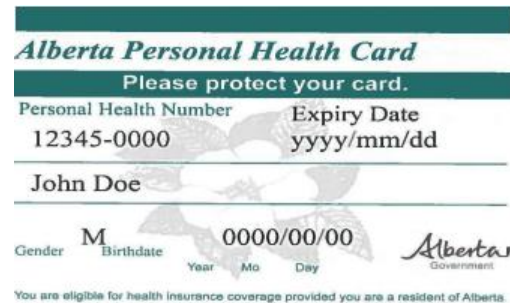 Alberta Personal Health Card
Please protect your card.
Personal Health Number Expiry Date
12345-0000 yyyy/mm/dd
John Doe
Gender M Birthdate 0000/00/00
Year Mo Day
Alberta
Government
You are eligible for health insurance coverage provided you are a resident of Alberta